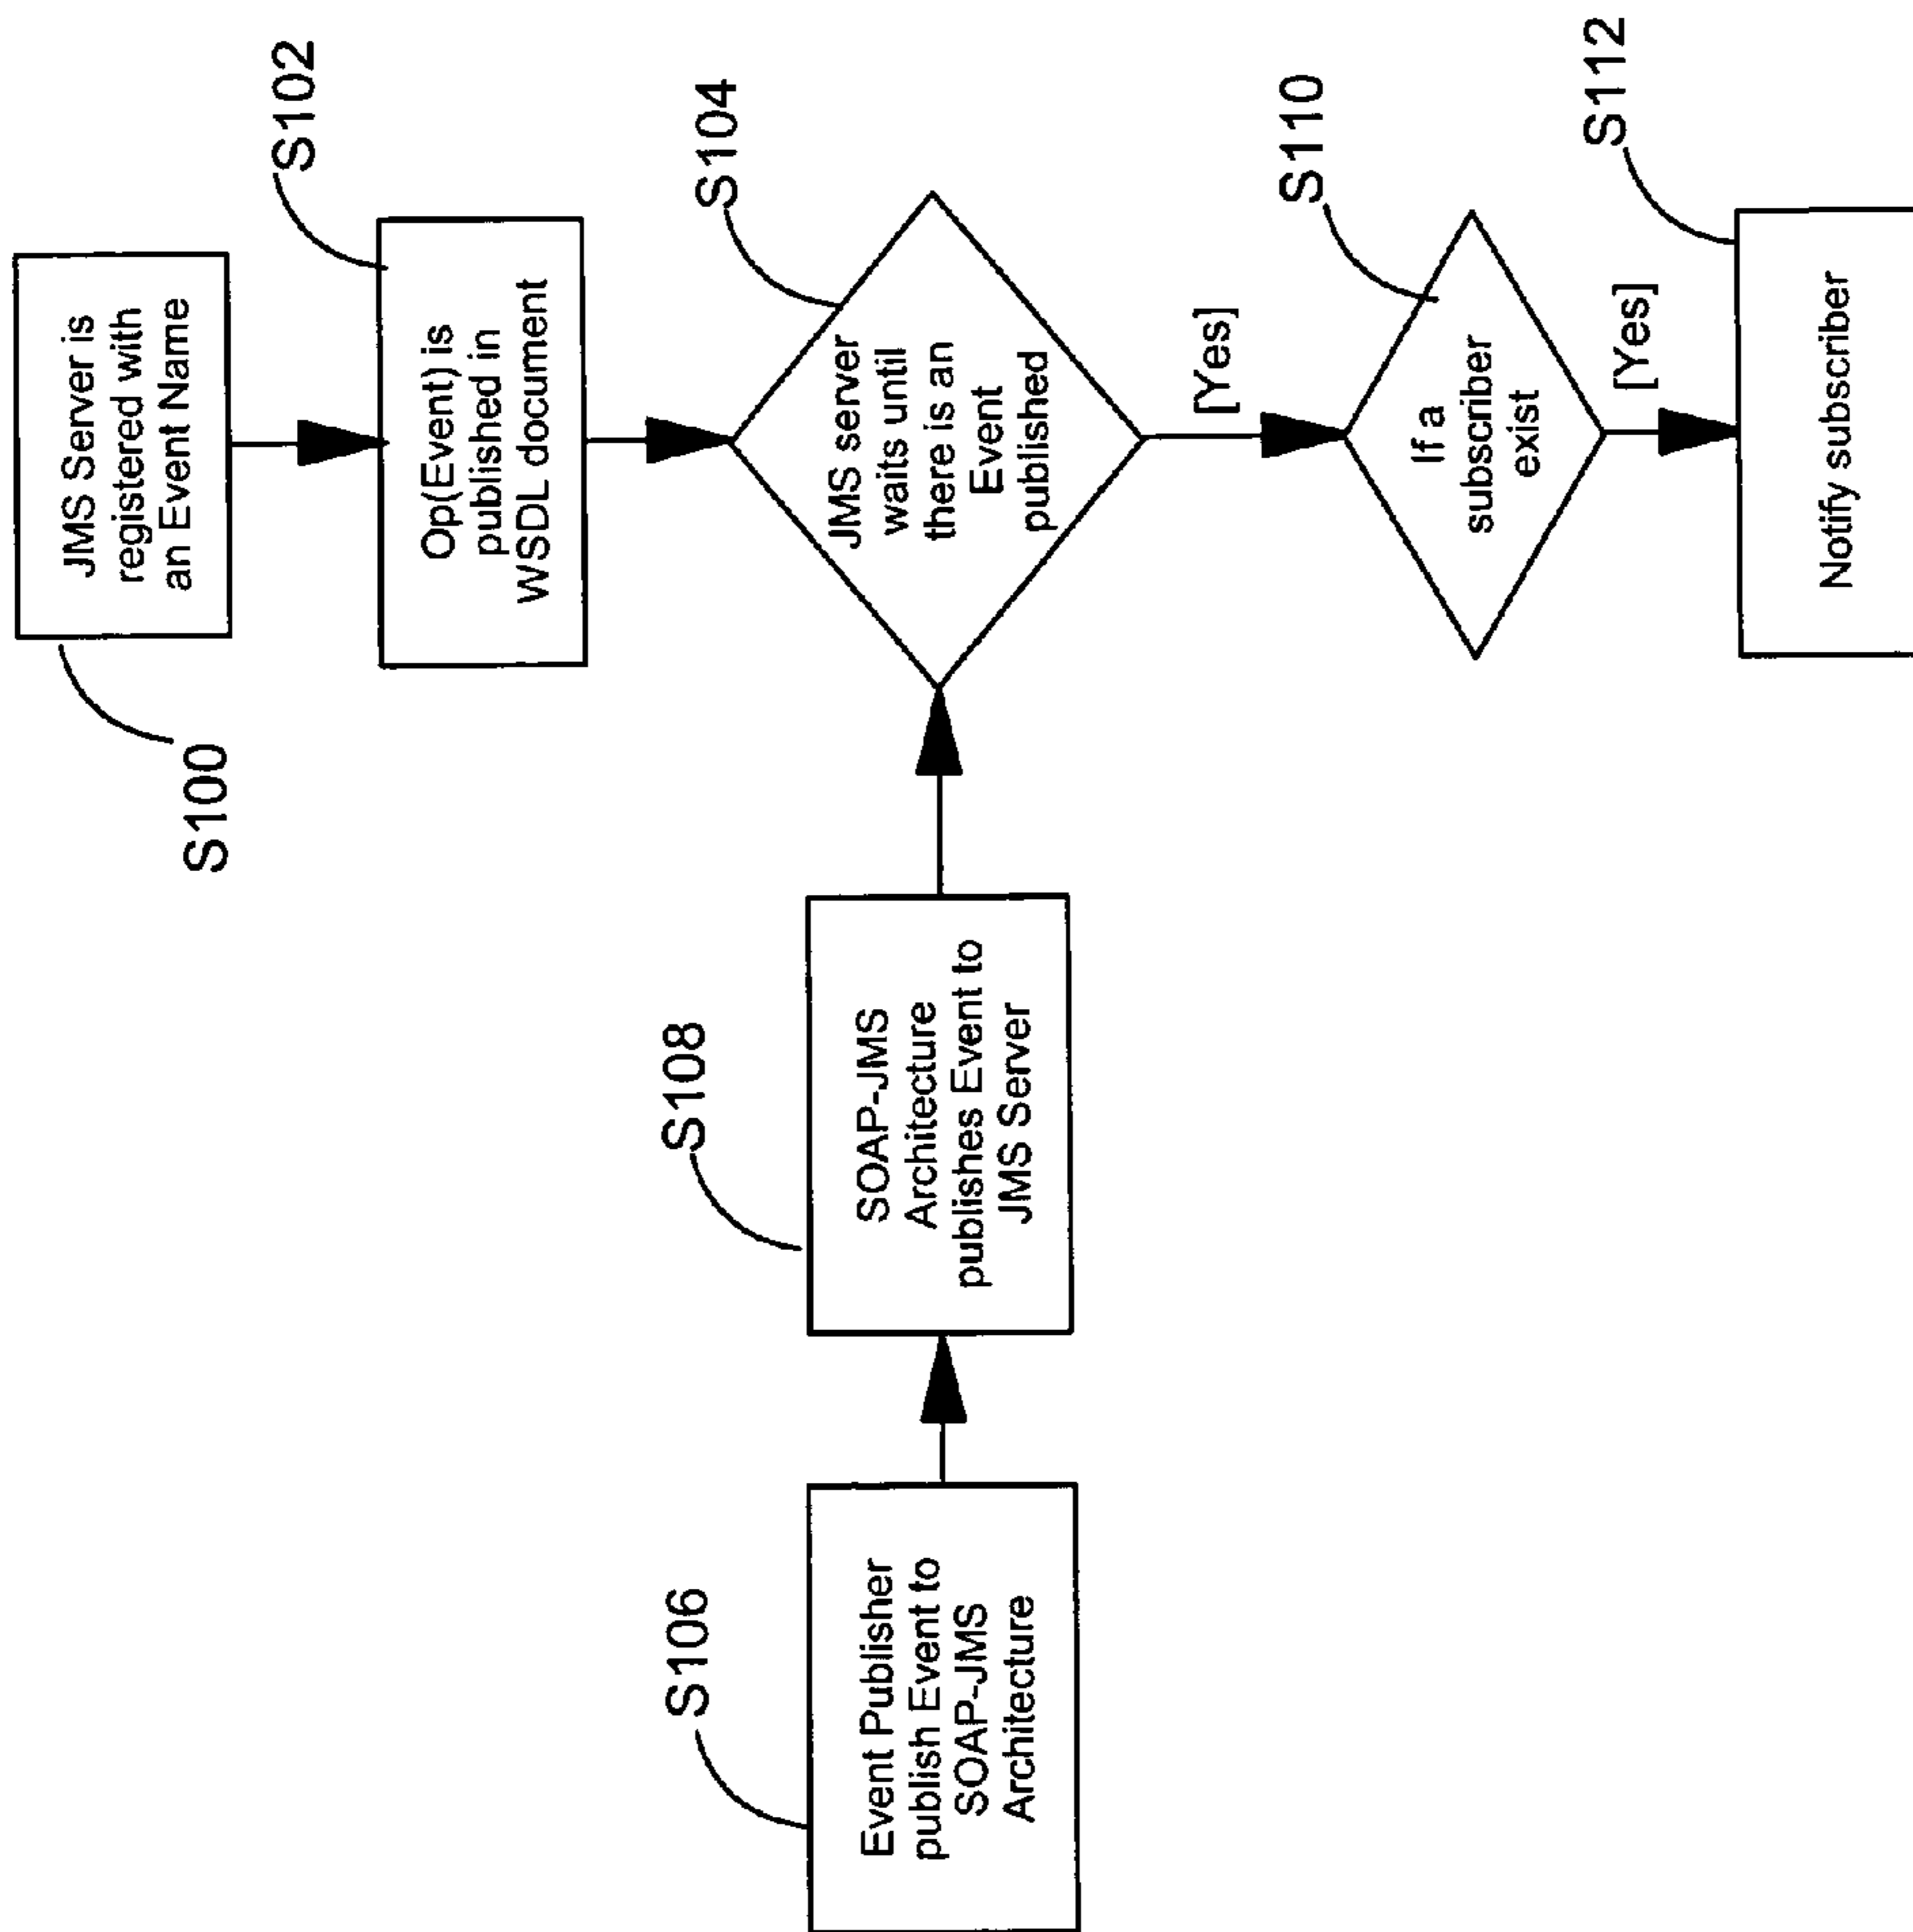 S100
JMS Server is
registered with
an Event Name
S102
Op(Event) is
published in
WSDL document
S104
JMS server
waits until
there is an
Event
published
S106
Event Publisher
publish Event to
SOAP-JMS
Architecture
S108
SOAP-JMS
Architecture
publishes Event to
JMS Server
[Yes]
S110
If a
subscriber
exist
[Yes]
S112
Notify subscriber